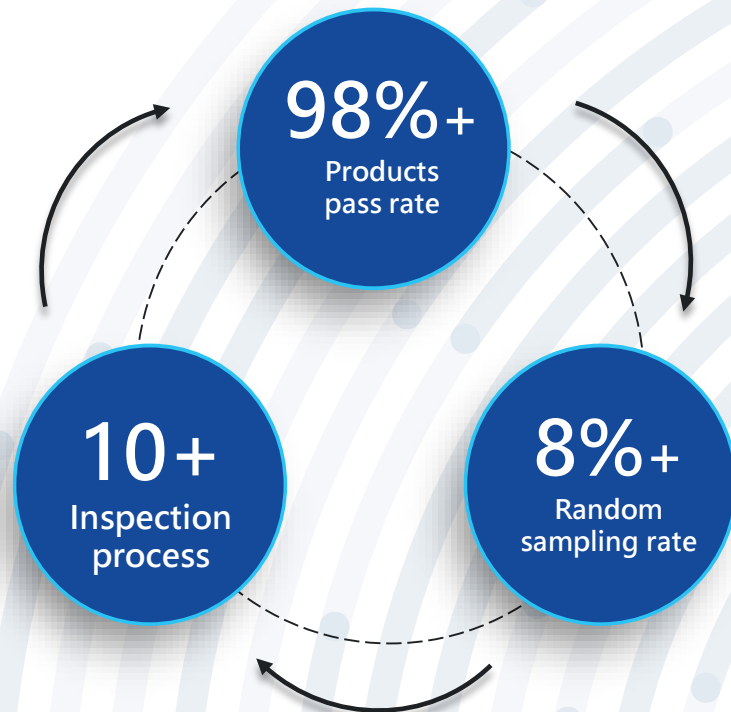 98%+
Products
pass rate
10+
Inspection
process
8%+
Random
sampling rate